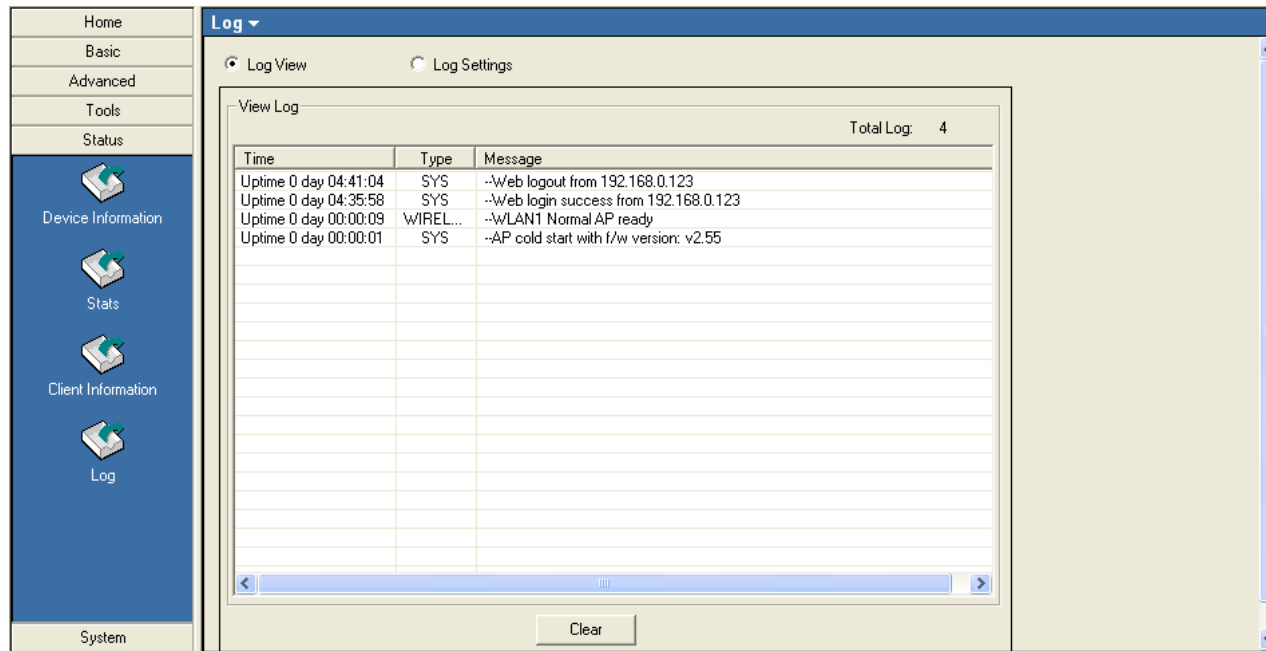 Home
Basic
Advanced
Tools
Status
Device Information
Stats
Client Information
Log
System
Log
Log View Log Settings
View Log
Total Log: 4
Time Type Message
Uptime 0 day 04:41:04 SYS --Web logout from 192.168.0.123
Uptime 0 day 04:35:58 SYS --Web login success from 192.168.0.123
Uptime 0 day 00:00:09 WIREL... --WLAN1 Normal AP ready
Uptime 0 day 00:00:01 SYS --AP cold start with f/w version: v2.55
Clear